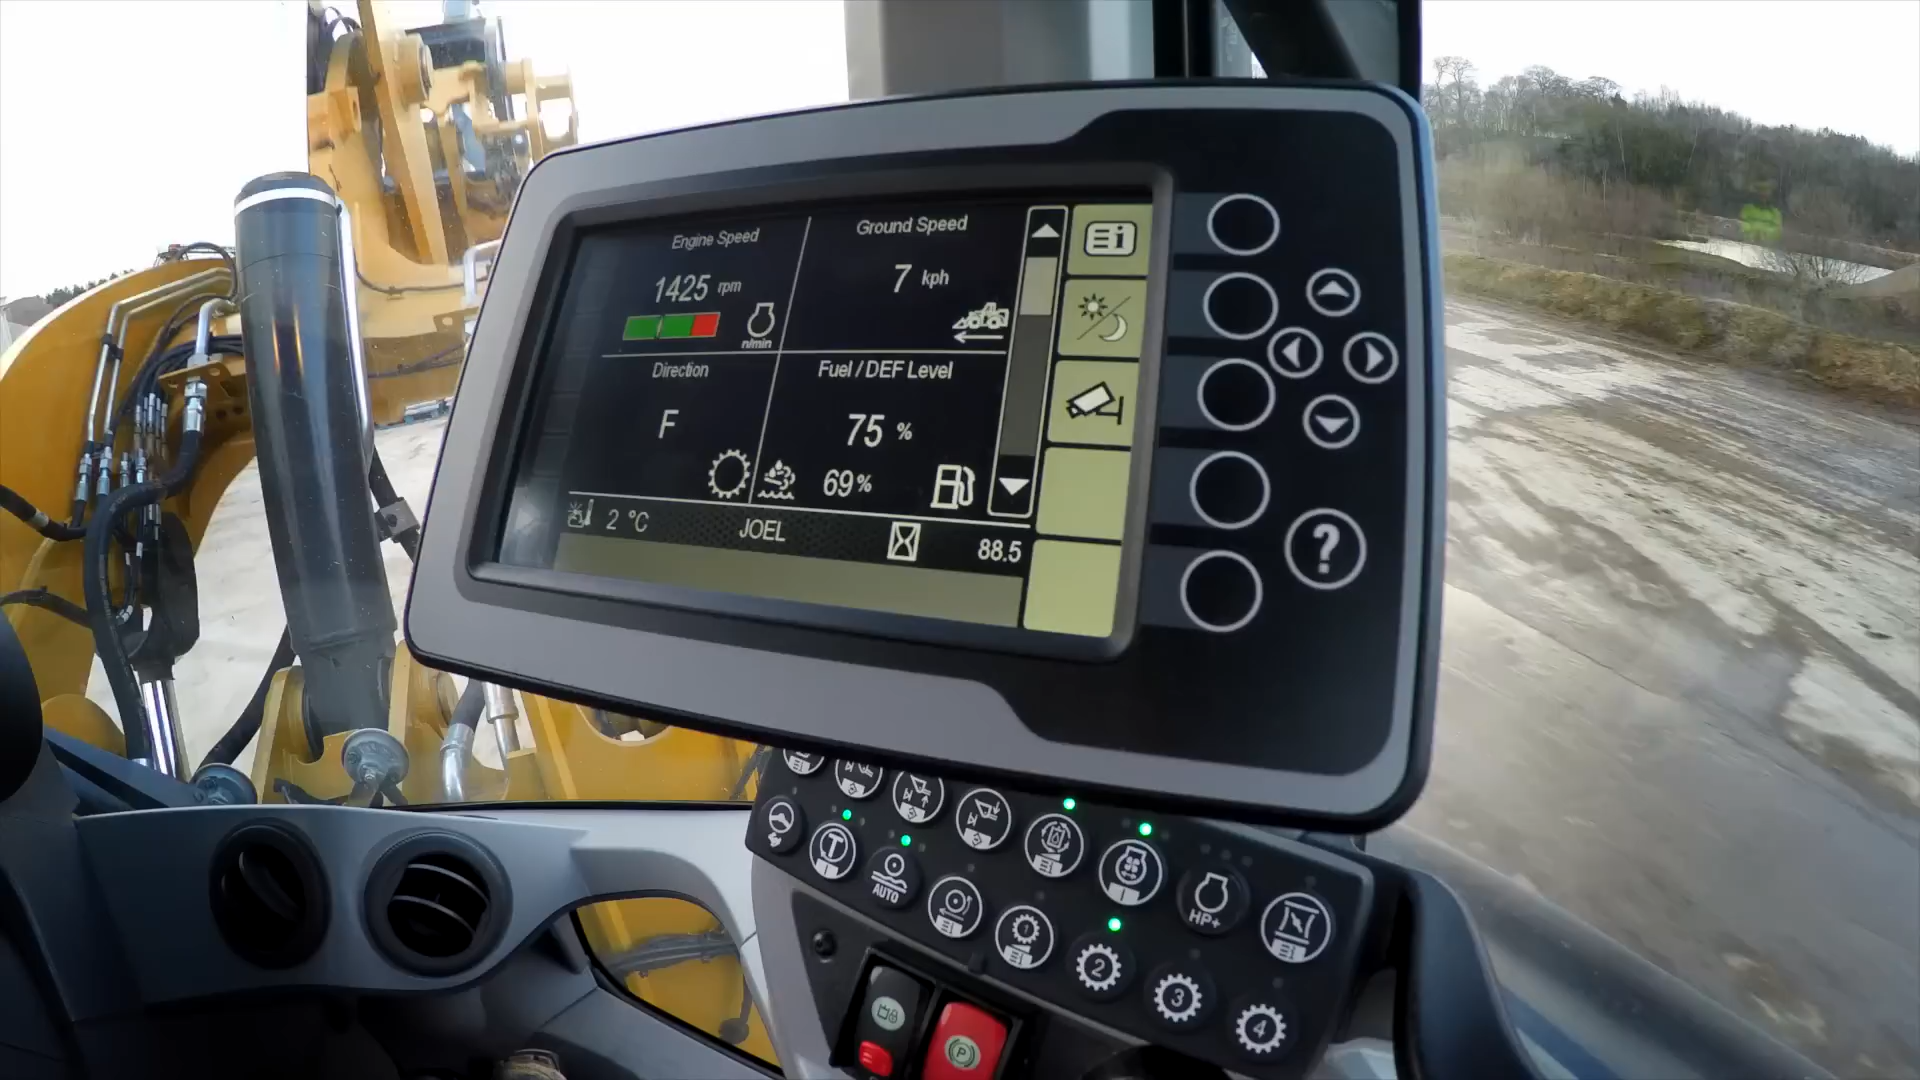 Engine Speed
1425 rpm
n/min
Ground Speed
7 kph
Direction
F
Fuel / DEF Level
75 %
69%
2 °C
JOEL
88.5
?
AUTO
HP+
1
2
3
4
P